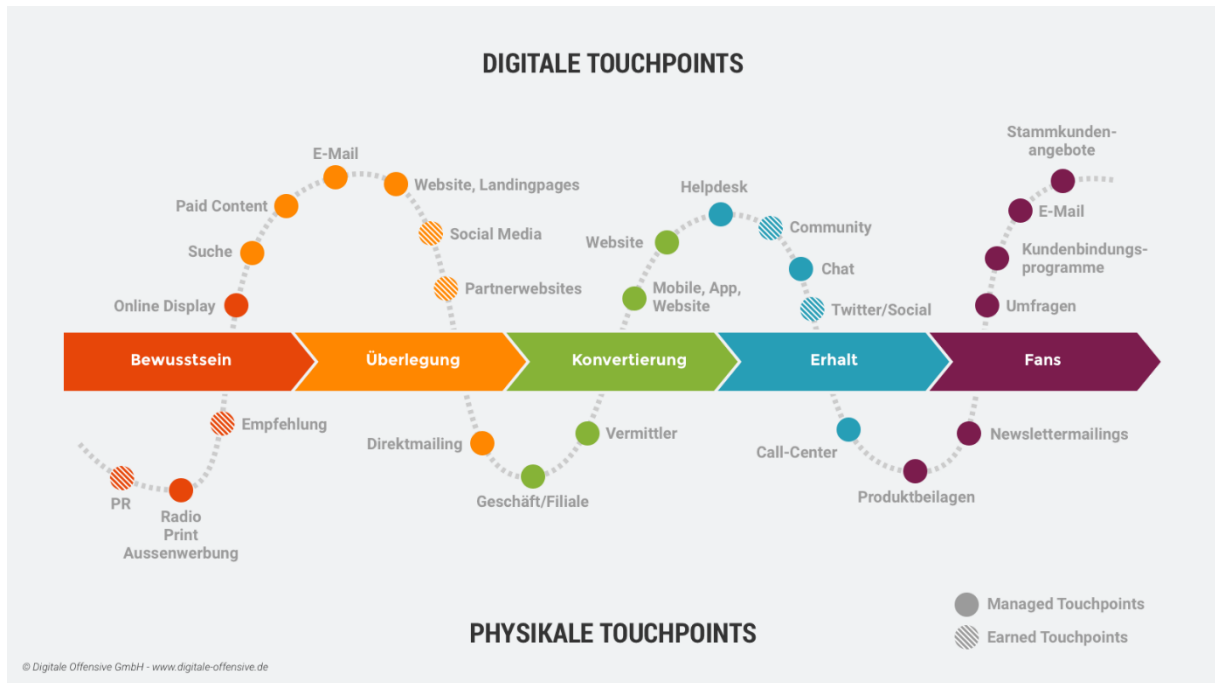 DIGITALE TOUCHPOINTS
Stammkunden-
angebote
E-Mail
Website, Landingpages
Helpdesk
Paid Content
E-Mail
Social Media
Website
Community
Suche
Kundenbindungs-
programme
Chat
Partnerwebsites
Mobile, App,
Website
Online Display
Twitter/Social
Umfragen
Bewusstsein
Überlegung
Konvertierung
Erhalt
Fans
Empfehlung
Direktmailing
Vermittler
Call-Center
Newslettermailings
PR
Geschäft/Filiale
Produktbeilagen
Radio
Print
Aussenwerbung
Managed Touchpoints
Earned Touchpoints
PHYSIKALE TOUCHPOINTS
© Digitale Offensive GmbH - www.digitale-offensive.de